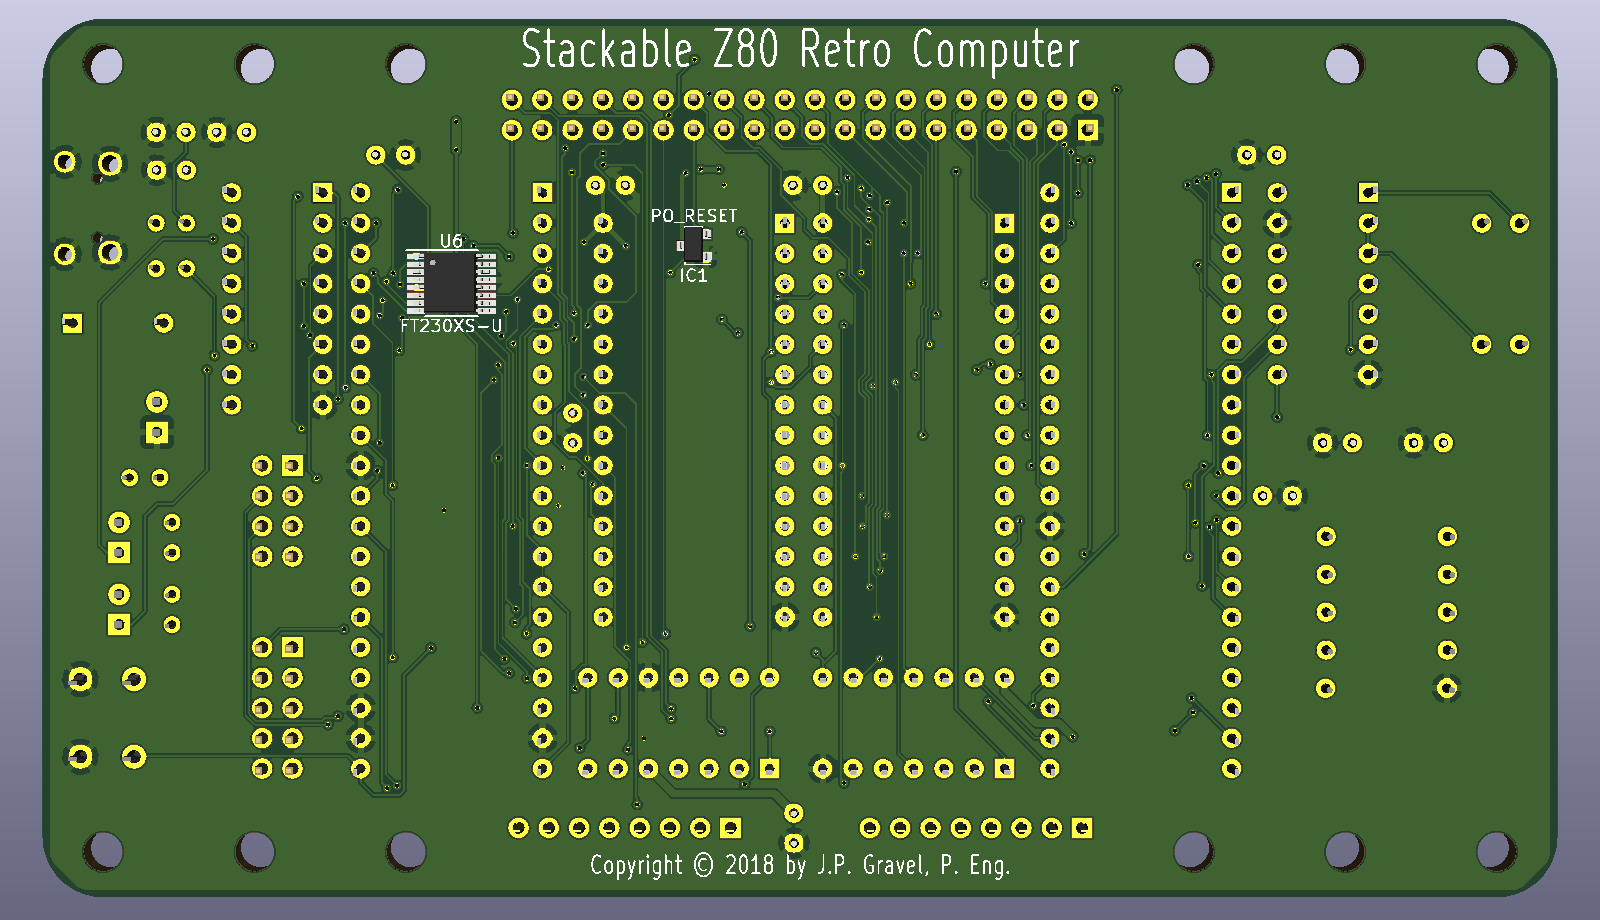 Stackable Z80 Retro Computer
PO_RESET
U6
IC1
FT230XS-U
Copyright © 2018 by J.P. Gravel, P. Eng.